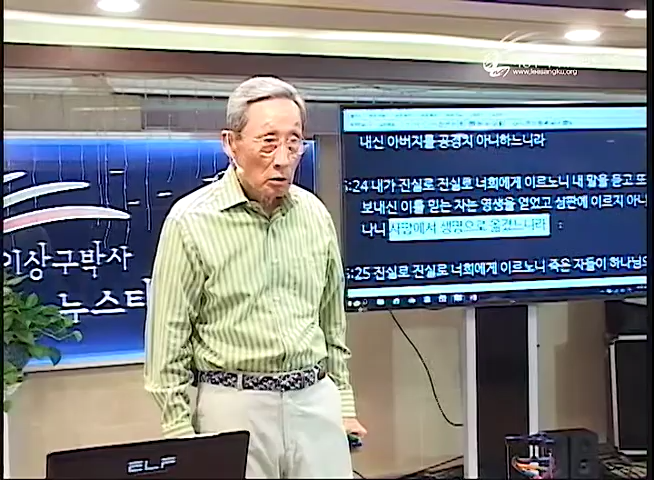 www.leesangku.org
내신 아버지를 공경치 아니하느니라
5:24 내가 진실로 진실로 너희에게 이르노니 내 말을 듣고 또
보내신 이를 믿는 자는 영생을 얻었고 심판에 이르지 아니
나니 사망에서 생명으로 옮겼느니라
5:25 진실로 진실로 너희에게 이르노니 죽은 자들이 하나님의
이상구박사
뉴스타
ELF